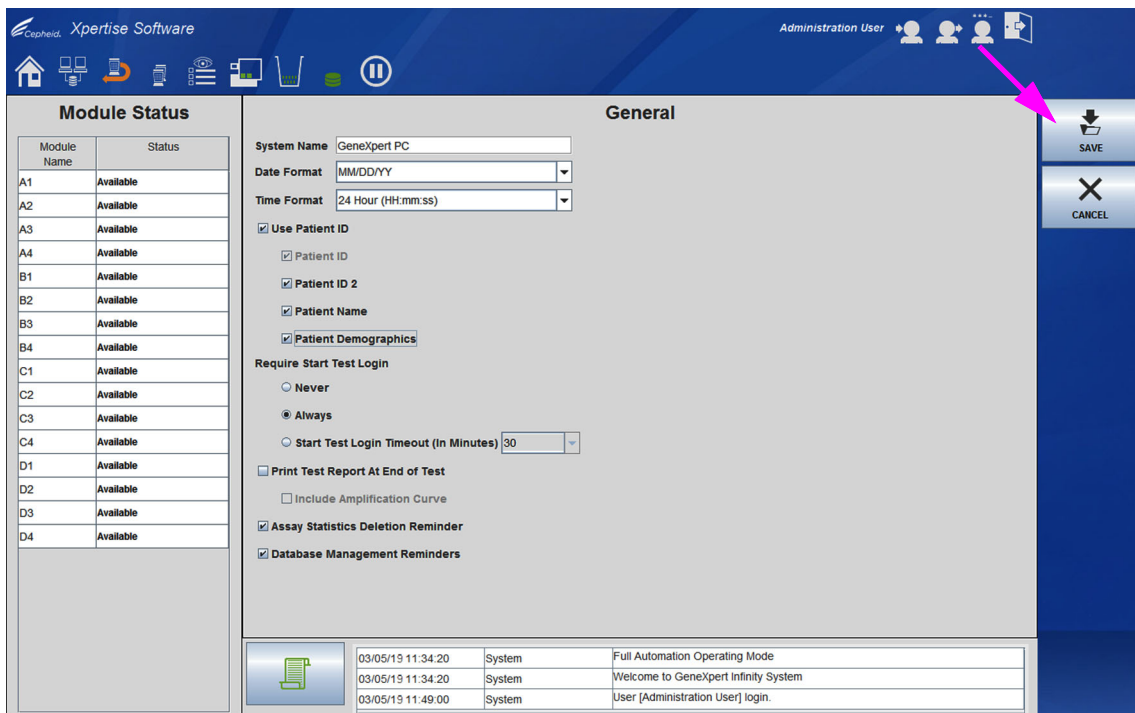 Cepheid. Xpertise Software
Administration User
Module Status
Module Name Status
A1 Available
A2 Available
A3 Available
A4 Available
B1 Available
B2 Available
B3 Available
B4 Available
C1 Available
C2 Available
C3 Available
C4 Available
D1 Available
D2 Available
D3 Available
D4 Available
General
System Name GeneXpert PC
Date Format MM/DD/YY
Time Format 24 Hour (HH:mm:ss)
Use Patient ID
Patient ID
Patient ID 2
Patient Name
Patient Demographics
Require Start Test Login
Never
Always
Start Test Login Timeout (In Minutes) 30
Print Test Report At End of Test
Include Amplification Curve
Assay Statistics Deletion Reminder
Database Management Reminders
SAVE
CANCEL
03/05/19 11:34:20 System Full Automation Operating Mode
03/05/19 11:34:20 System Welcome to GeneXpert Infinity System
03/05/19 11:49:00 System User [Administration User] login.